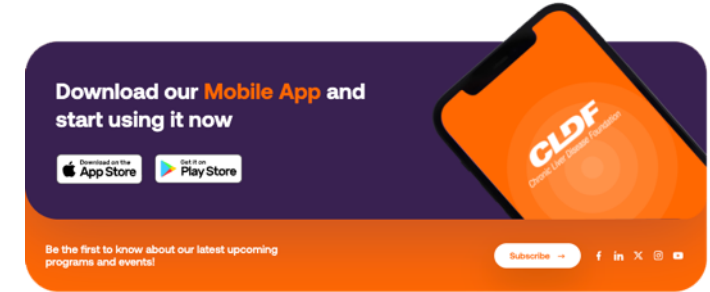 Download our Mobile App and
start using it now
Download on the
App Store
Get it on
Play Store
CLDF
Chronic Liver Disease Foundation
Be the first to know about our latest upcoming
programs and events!
Subscribe →